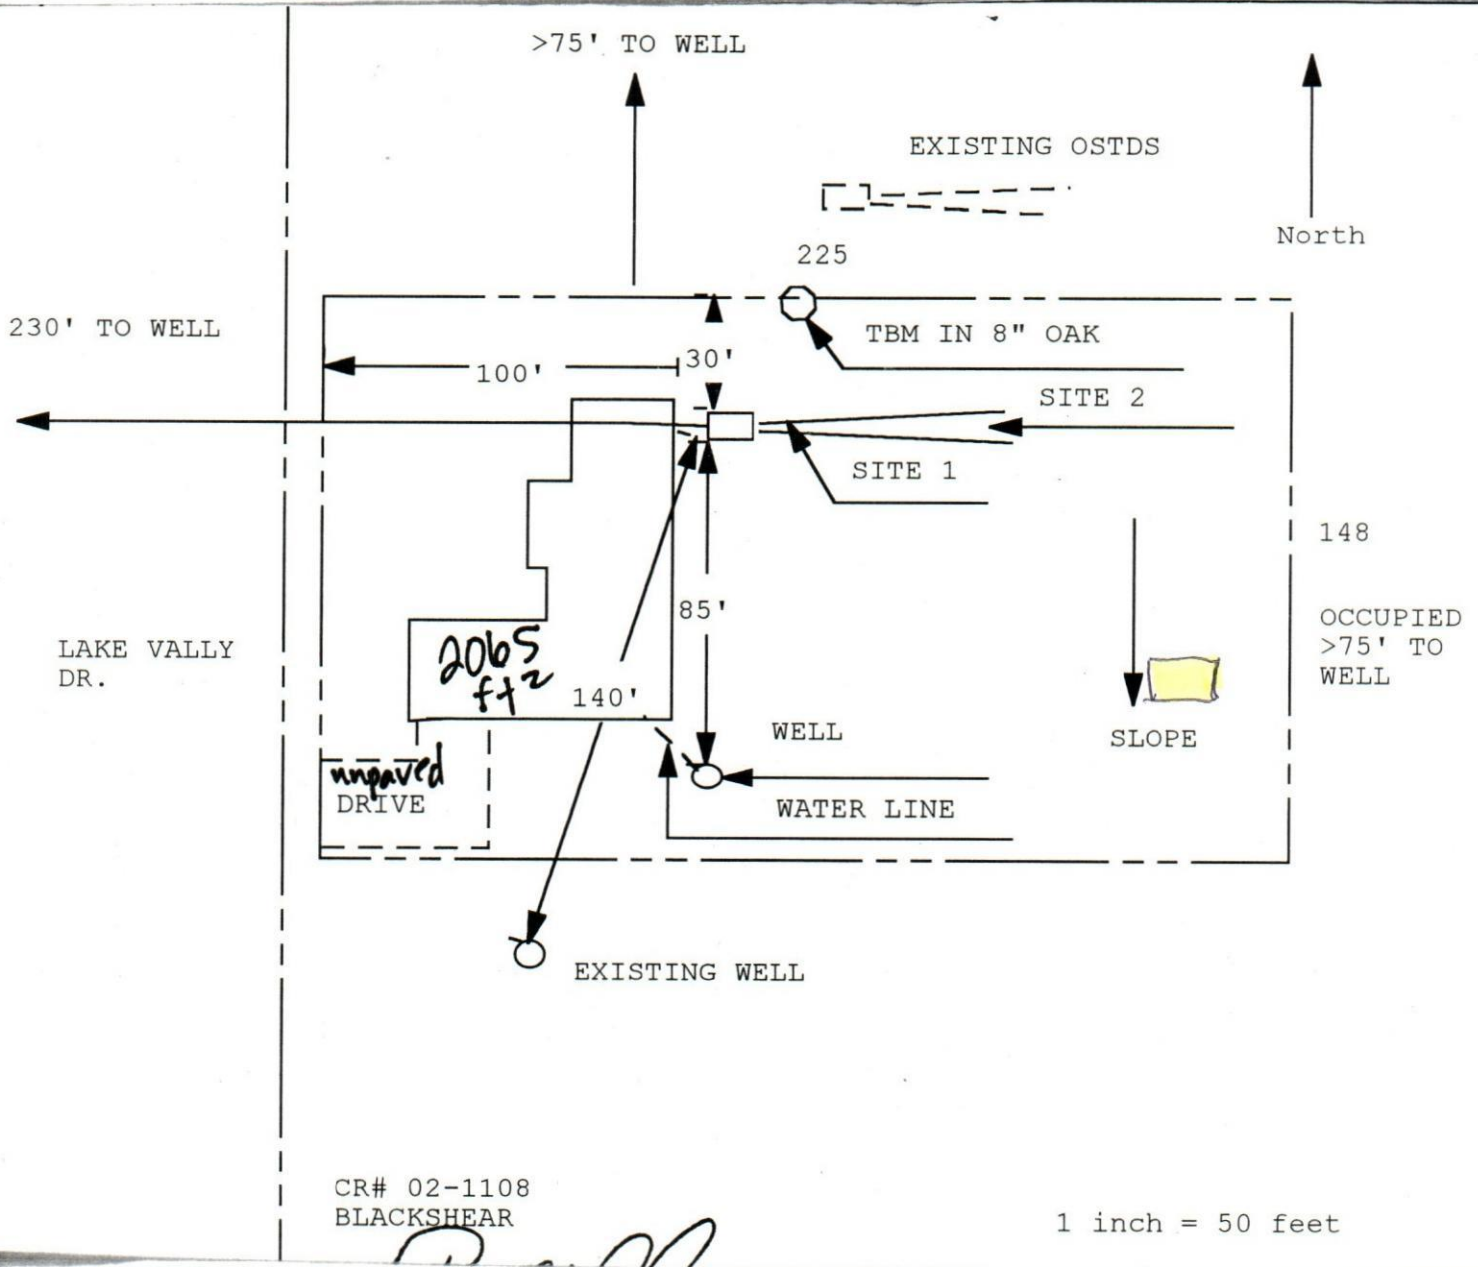 >75' TO WELL
EXISTING OSTDS
North
225
230' TO WELL
TBM IN 8" OAK
100'
30'
SITE 2
SITE 1
148
85'
OCCUPIED
>75' TO
WELL
LAKE VALLY
DR.
2065
ft²
140'
WELL
SLOPE
unpaved
DRIVE
WATER LINE
EXISTING WELL
CR# 02-1108
BLACKSHEAR
1 inch = 50 feet